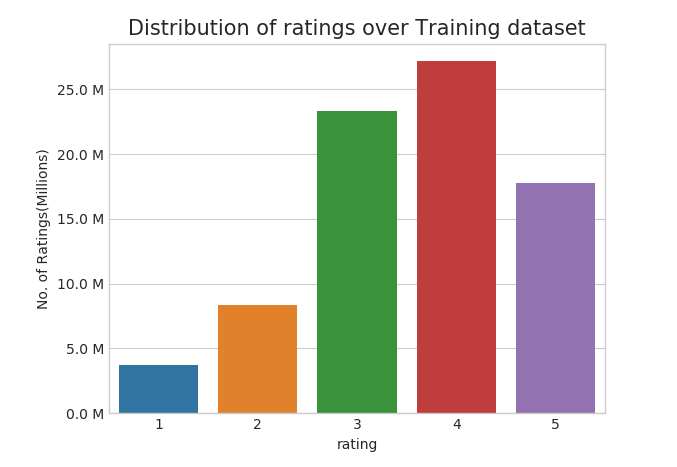 Distribution of ratings over Training dataset
25.0 M
20.0 M
15.0 M
10.0 M
5.0 M
0.0 M
No. of Ratings(Millions)
1 2 3 4 5
rating